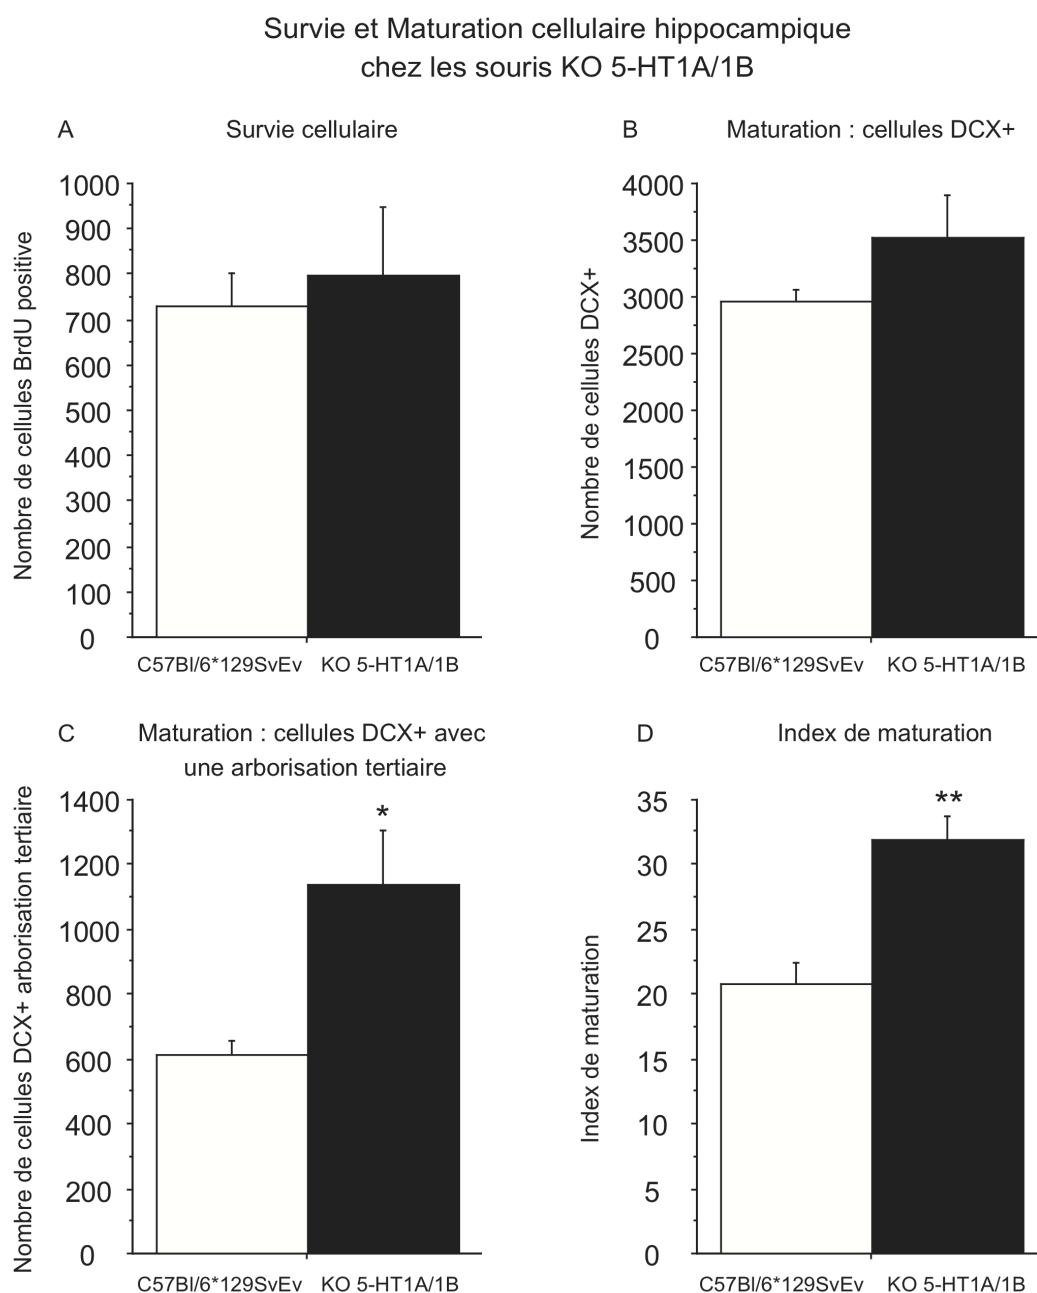 Survie et Maturation cellulaire hippocampique
chez les souris KO 5-HT1A/1B
A
Survie cellulaire
Nombre de cellules BrdU positive
1000
900
800
700
600
500
400
300
200
100
0
C57Bl/6*129SvEv
KO 5-HT1A/1B
B
Maturation : cellules DCX+
Nombre de cellules DCX+
4000
3500
3000
2500
2000
1500
1000
500
0
C57Bl/6*129SvEv
KO 5-HT1A/1B
C
Maturation : cellules DCX+ avec
une arborisation tertiaire
Nombre de cellules DCX+ arborisation tertiaire
1400
1200
1000
800
600
400
200
0
*
C57Bl/6*129SvEv
KO 5-HT1A/1B
D
Index de maturation
Index de maturation
35
30
25
20
15
10
5
0
**
C57Bl/6*129SvEv
KO 5-HT1A/1B